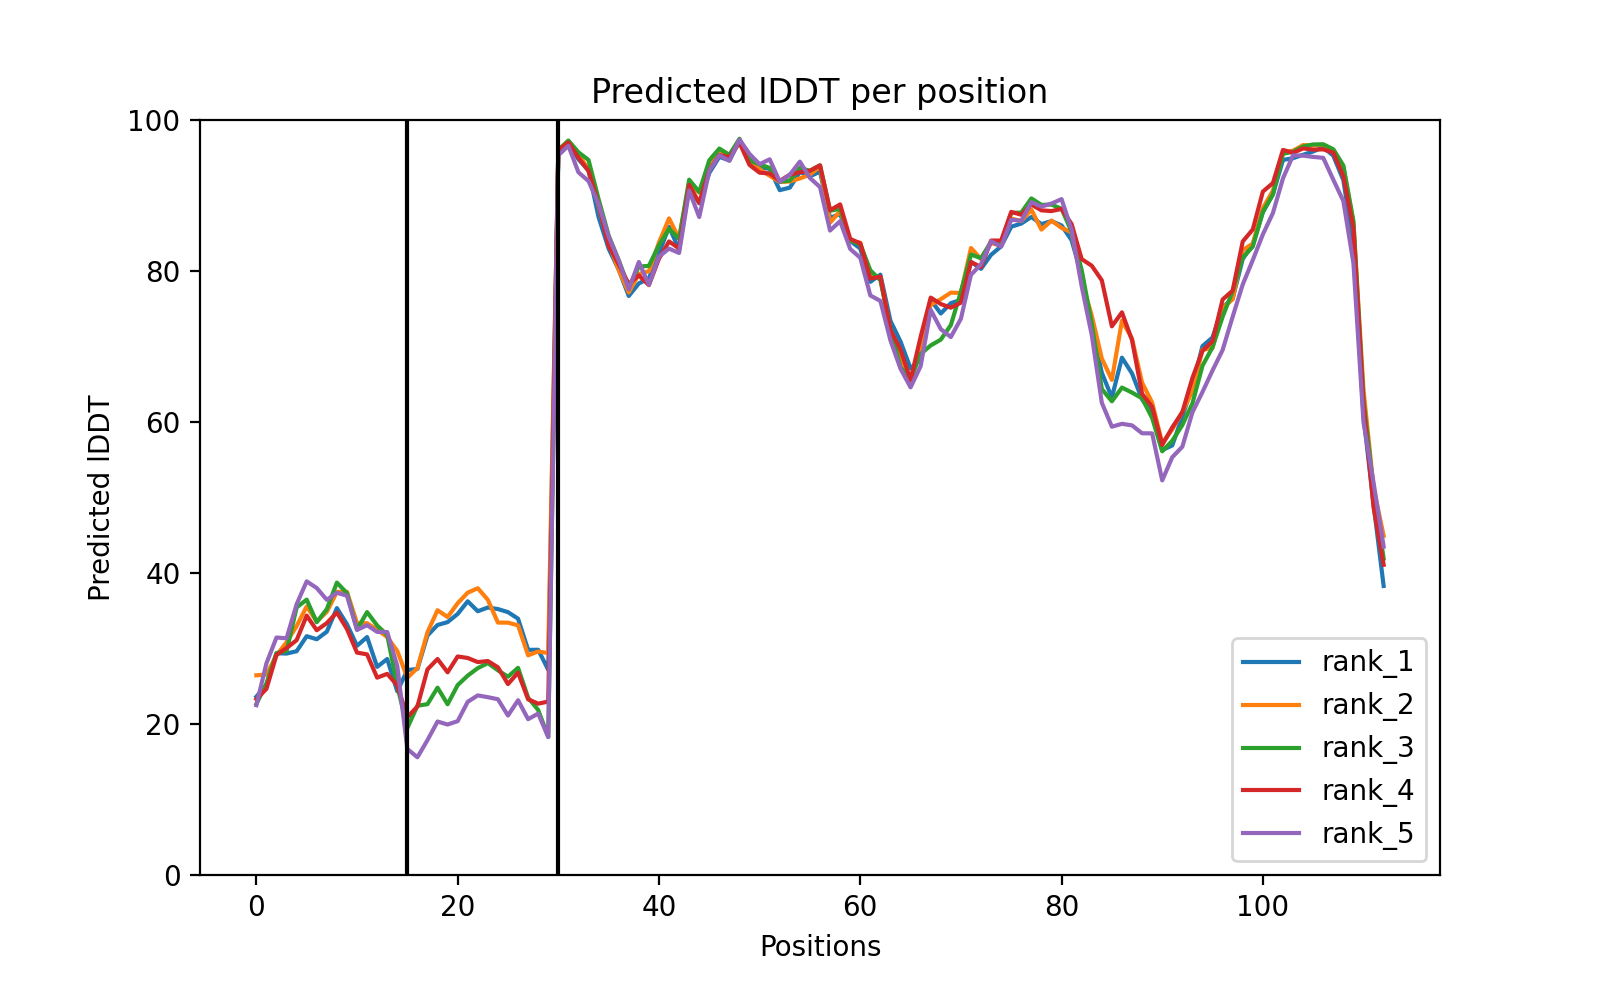 Predicted lDDT per position
100
80
60
40
20
0
Predicted lDDT
0 20 40 60 80 100
Positions
rank_1
rank_2
rank_3
rank_4
rank_5